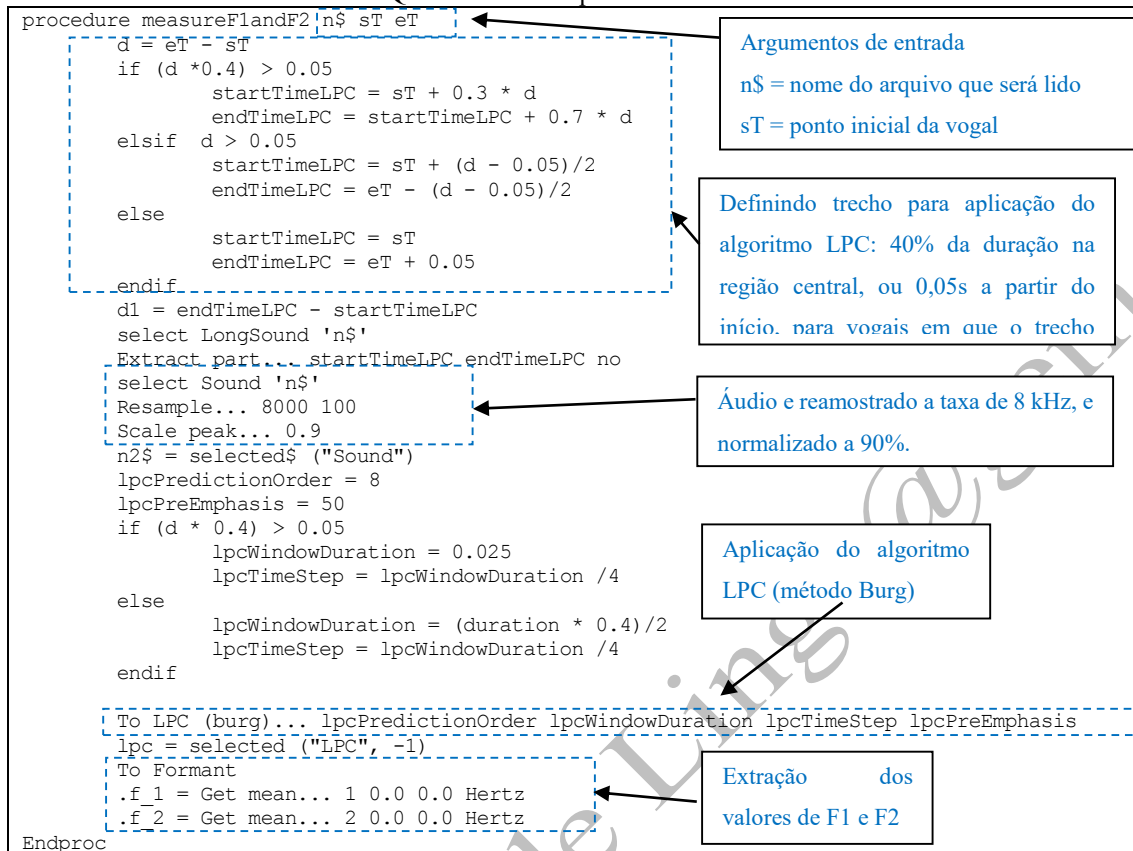 procedure measureF1andF2 n$ sT eT
d = eT - sT
if (d *0.4) > 0.05
startTimeLPC = sT + 0.3 * d
endTimeLPC = startTimeLPC + 0.7 * d
elsif d > 0.05
startTimeLPC = sT + (d - 0.05)/2
endTimeLPC = eT - (d - 0.05)/2
else
startTimeLPC = sT
endTimeLPC = eT + 0.05
endif
d1 = endTimeLPC - startTimeLPC
select LongSound 'n$'
Extract part... startTimeLPC endTimeLPC no
select Sound 'n$'
Resample... 8000 100
Scale peak... 0.9
n2$ = selected$ ("Sound")
lpcPredictionOrder = 8
lpcPreEmphasis = 50
if (d * 0.4) > 0.05
lpcWindowDuration = 0.025
lpcTimeStep = lpcWindowDuration /4
else
lpcWindowDuration = (duration * 0.4)/2
lpcTimeStep = lpcWindowDuration /4
endif
To LPC (burg)... lpcPredictionOrder lpcWindowDuration lpcTimeStep lpcPreEmphasis
lpc = selected ("LPC", -1)
To Formant
.f_1 = Get mean... 1 0.0 0.0 Hertz
.f_2 = Get mean... 2 0.0 0.0 Hertz
Endproc
Argumentos de entrada
n$ = nome do arquivo que será lido
sT = ponto inicial da vogal
Definindo trecho para aplicação do
algoritmo LPC: 40% da duração na
região central, ou 0,05s a partir do
início, para vogais em que o trecho
Áudio e reamostrado a taxa de 8 kHz, e
normalizado a 90%.
Aplicação do algoritmo
LPC (método Burg)
Extração dos
valores de F1 e F2